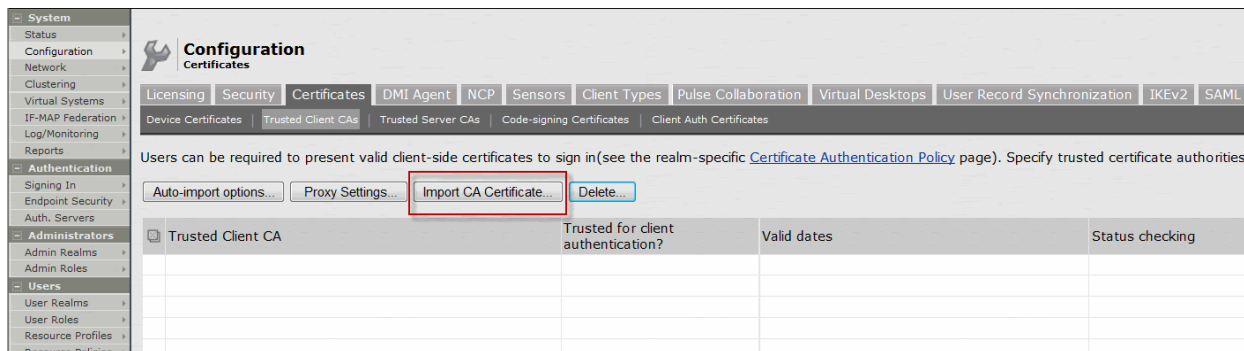 System
Status
Configuration
Network
Clustering
Virtual Systems
IF-MAP Federation
Log/Monitoring
Reports
Authentication
Signing In
Endpoint Security
Auth. Servers
Administrators
Admin Realms
Admin Roles
Users
User Realms
User Roles
Resource Profiles
Resource Policies
Configuration
Certificates
Licensing Security Certificates DMI Agent NCP Sensors Client Types Pulse Collaboration Virtual Desktops User Record Synchronization IKEv2 SAML
Device Certificates | Trusted Client CAs | Trusted Server CAs | Code-signing Certificates | Client Auth Certificates
Users can be required to present valid client-side certificates to sign in(see the realm-specific Certificate Authentication Policy page). Specify trusted certificate authorities
Auto-import options... Proxy Settings... Import CA Certificate... Delete...
Trusted Client CA Trusted for client authentication? Valid dates Status checking